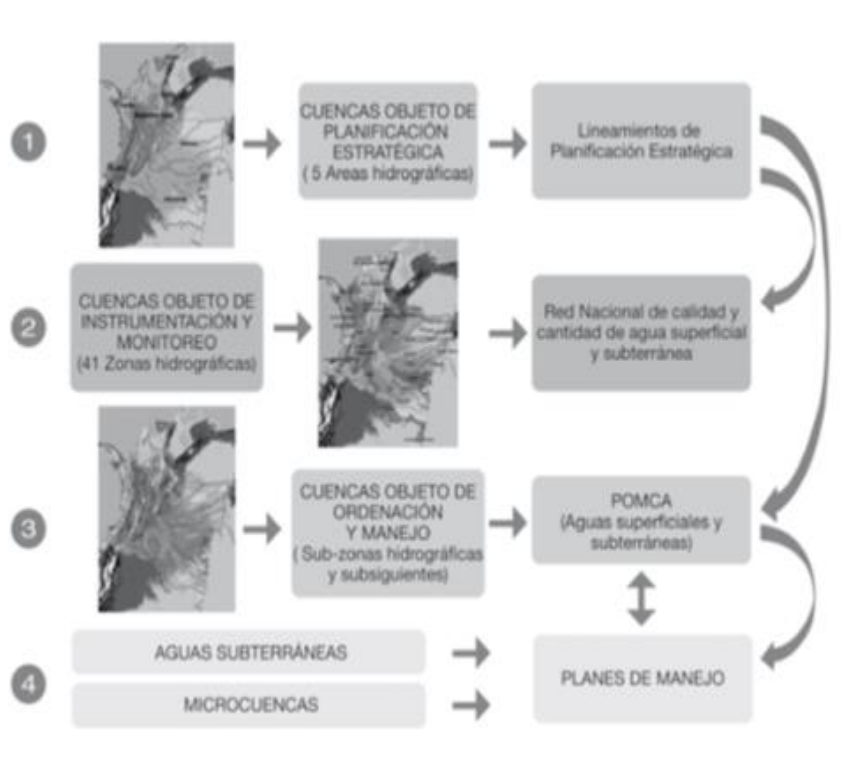 1
CUENCAS OBJETO DE
PLANIFICACIÓN
ESTRATÉGICA
( 5 Areas hidrográficas)
Lineamientos de
Planificación Estratégica
2
CUENCAS OBJETO DE
INSTRUMENTACIÓN Y
MONITOREO
(41 Zonas hidrográficas)
Red Nacional de calidad y
cantidad de agua superficial
y subterránea
3
CUENCAS OBJETO DE
ORDENACIÓN
Y MANEJO
( Sub-zonas hidrográficas
y subsiguientes)
POMCA
(Aguas superficiales y
subterráneas)
4
AGUAS SUBTERRÁNEAS
MICROCUENCAS
PLANES DE MANEJO